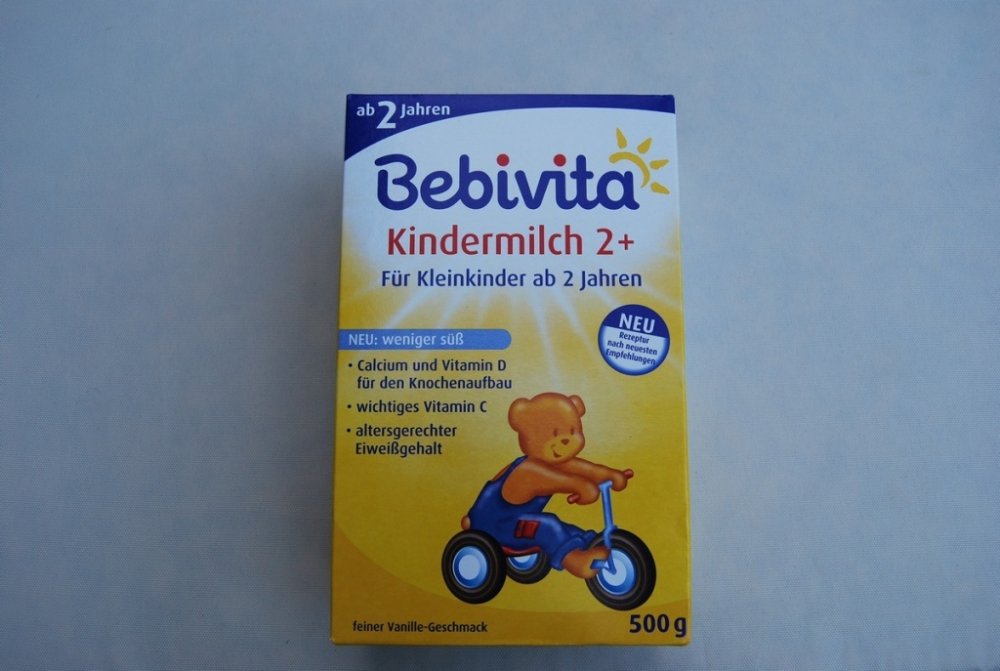 ab 2 Jahren
Bebivita
Kindermilch 2+
Für Kleinkinder ab 2 Jahren
NEU
Rezeptur
nach neuesten
Empfehlungen
NEU: weniger süß
• Calcium und Vitamin D
für den Knochenaufbau
• wichtiges Vitamin C
• altersgerechter
Eiweißgehalt
feiner Vanille-Geschmack
500 g